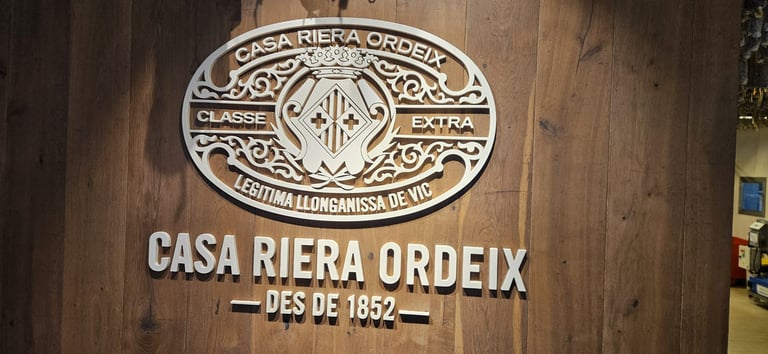 CASA RIERA ORDEIX
CLASSE EXTRA
LEGITIMA LLONGANISSA DE VIC
CASA RIERA ORDEIX
— DES DE 1852 —